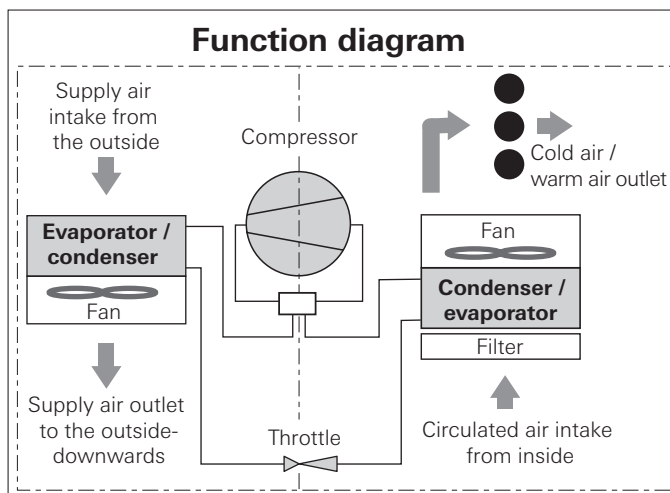 Function diagram
Supply air
intake from
the outside
Compressor
Cold air /
warm air outlet
Evaporator /
condenser
Fan
Fan
Condenser /
evaporator
Filter
Supply air outlet
to the outside-
downwards
Throttle
Circulated air intake
from inside